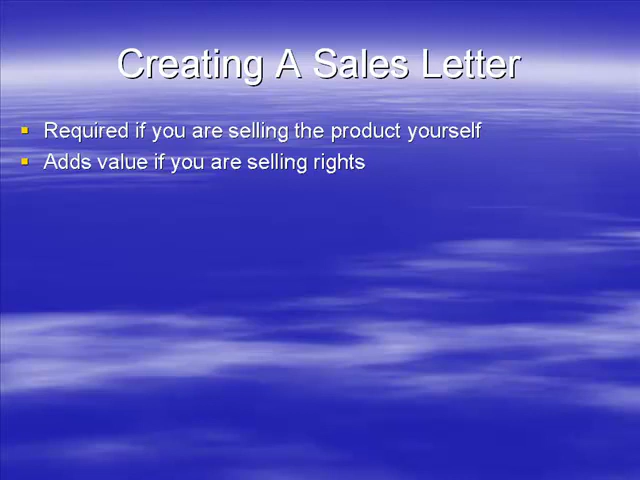 Creating A Sales Letter
Required if you are selling the product yourself
Adds value if you are selling rights